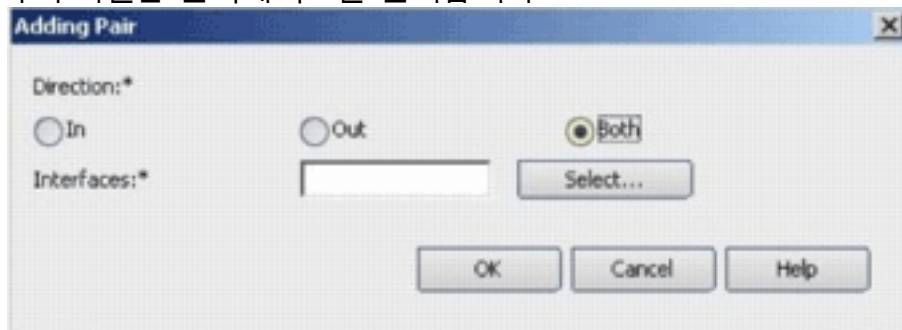 Adding Pair
Direction:*
In Out Both
Interfaces:* Select...
OK Cancel Help